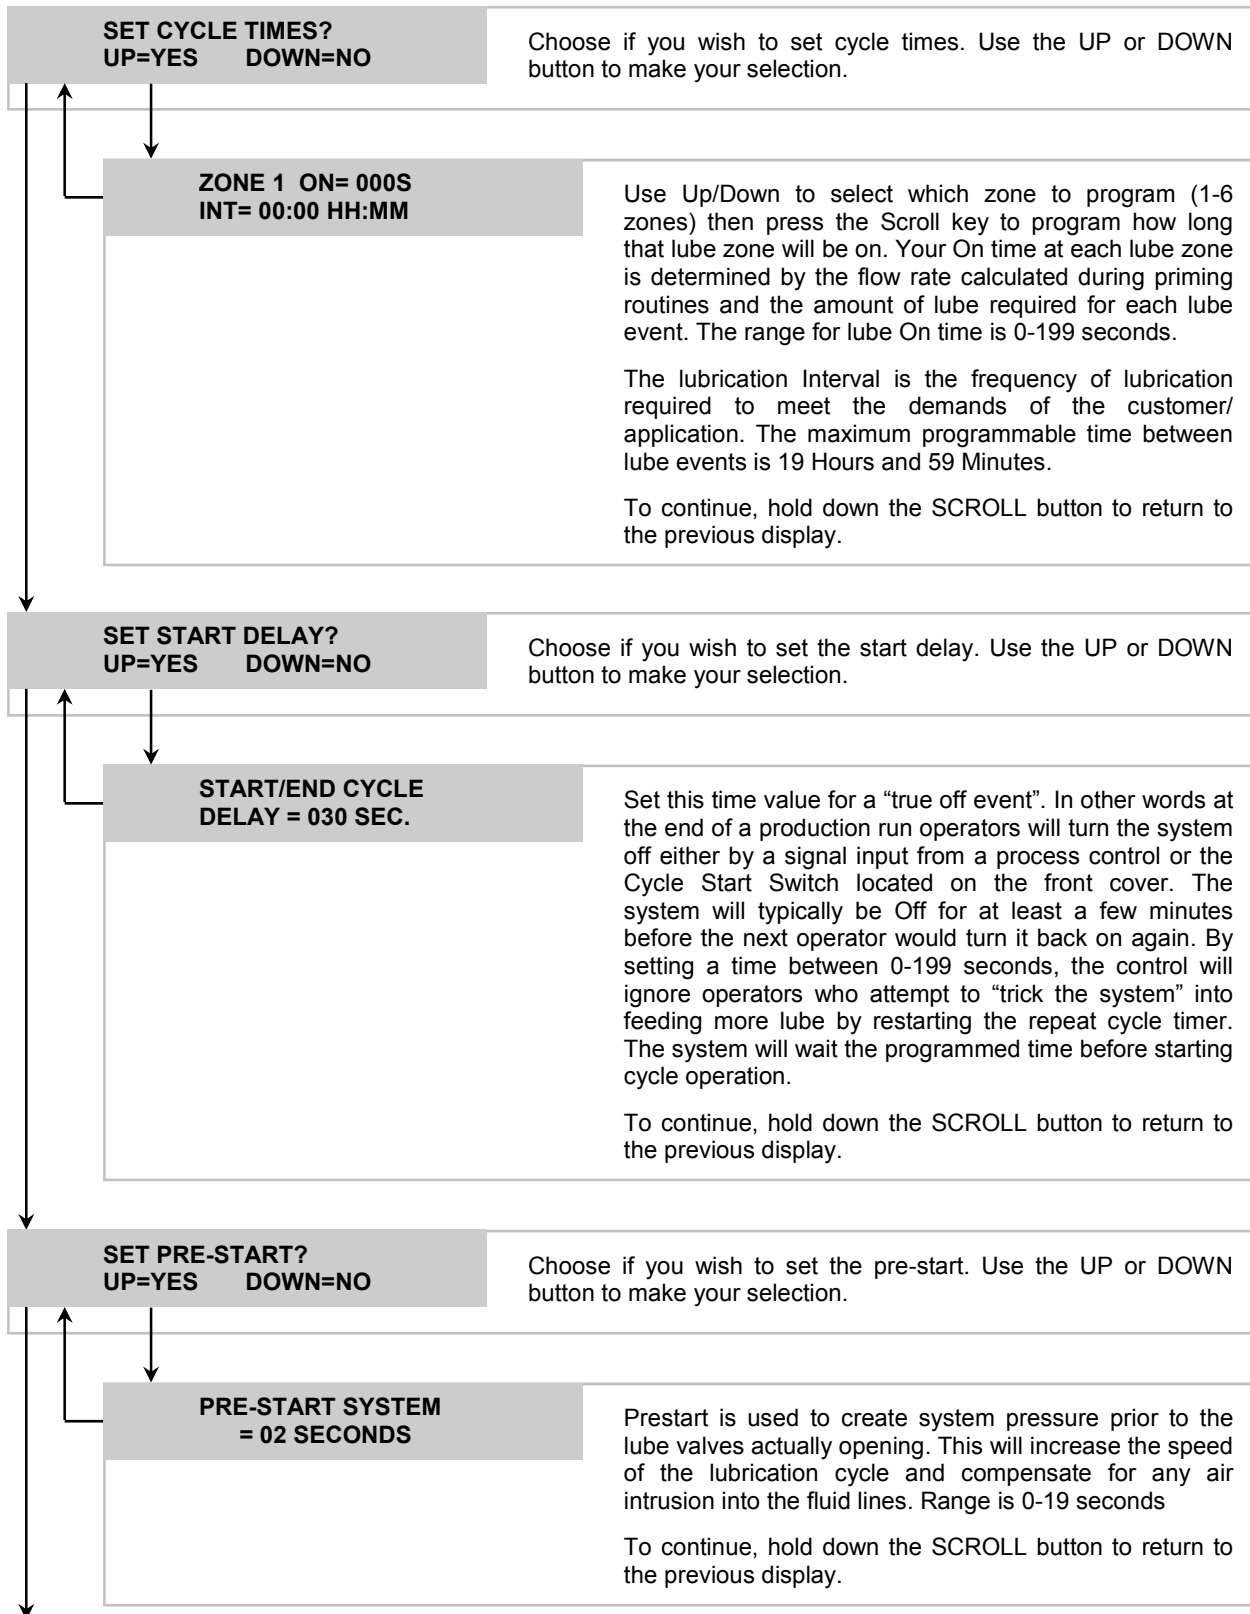 SET CYCLE TIMES?
UP=YES DOWN=NO
Choose if you wish to set cycle times. Use the UP or DOWN
button to make your selection.
ZONE 1 ON= 000S
INT= 00:00 HH:MM
Use Up/Down to select which zone to program (1-6
zones) then press the Scroll key to program how long
that lube zone will be on. Your On time at each lube zone
is determined by the flow rate calculated during priming
routines and the amount of lube required for each lube
event. The range for lube On time is 0-199 seconds.
The lubrication Interval is the frequency of lubrication
required to meet the demands of the customer/
application. The maximum programmable time between
lube events is 19 Hours and 59 Minutes.
To continue, hold down the SCROLL button to return to
the previous display.
SET START DELAY?
UP=YES DOWN=NO
Choose if you wish to set the start delay. Use the UP or DOWN
button to make your selection.
START/END CYCLE
DELAY = 030 SEC.
Set this time value for a “true off event”. In other words at
the end of a production run operators will turn the system
off either by a signal input from a process control or the
Cycle Start Switch located on the front cover. The
system will typically be Off for at least a few minutes
before the next operator would turn it back on again. By
setting a time between 0-199 seconds, the control will
ignore operators who attempt to “trick the system” into
feeding more lube by restarting the repeat cycle timer.
The system will wait the programmed time before starting
cycle operation.
To continue, hold down the SCROLL button to return to
the previous display.
SET PRE-START?
UP=YES DOWN=NO
Choose if you wish to set the pre-start. Use the UP or DOWN
button to make your selection.
PRE-START SYSTEM
= 02 SECONDS
Prestart is used to create system pressure prior to the
lube valves actually opening. This will increase the speed
of the lubrication cycle and compensate for any air
intrusion into the fluid lines. Range is 0-19 seconds
To continue, hold down the SCROLL button to return to
the previous display.